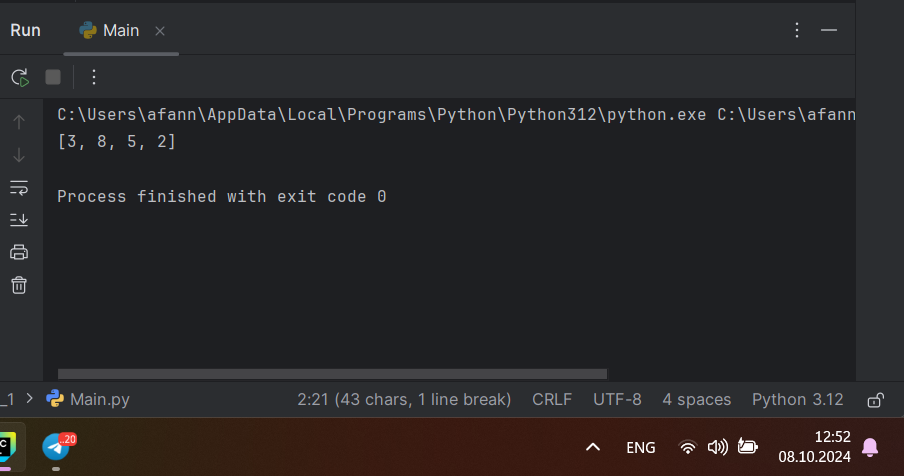 Run Main
C:\Users\afann\AppData\Local\Programs\Python\Python312\python.exe C:\Users\afann
[3, 8, 5, 2]
Process finished with exit code 0
_1 > Main.py 2:21 (43 chars, 1 line break) CRLF UTF-8 4 spaces Python 3.12
..20
ENG
12:52
08.10.2024